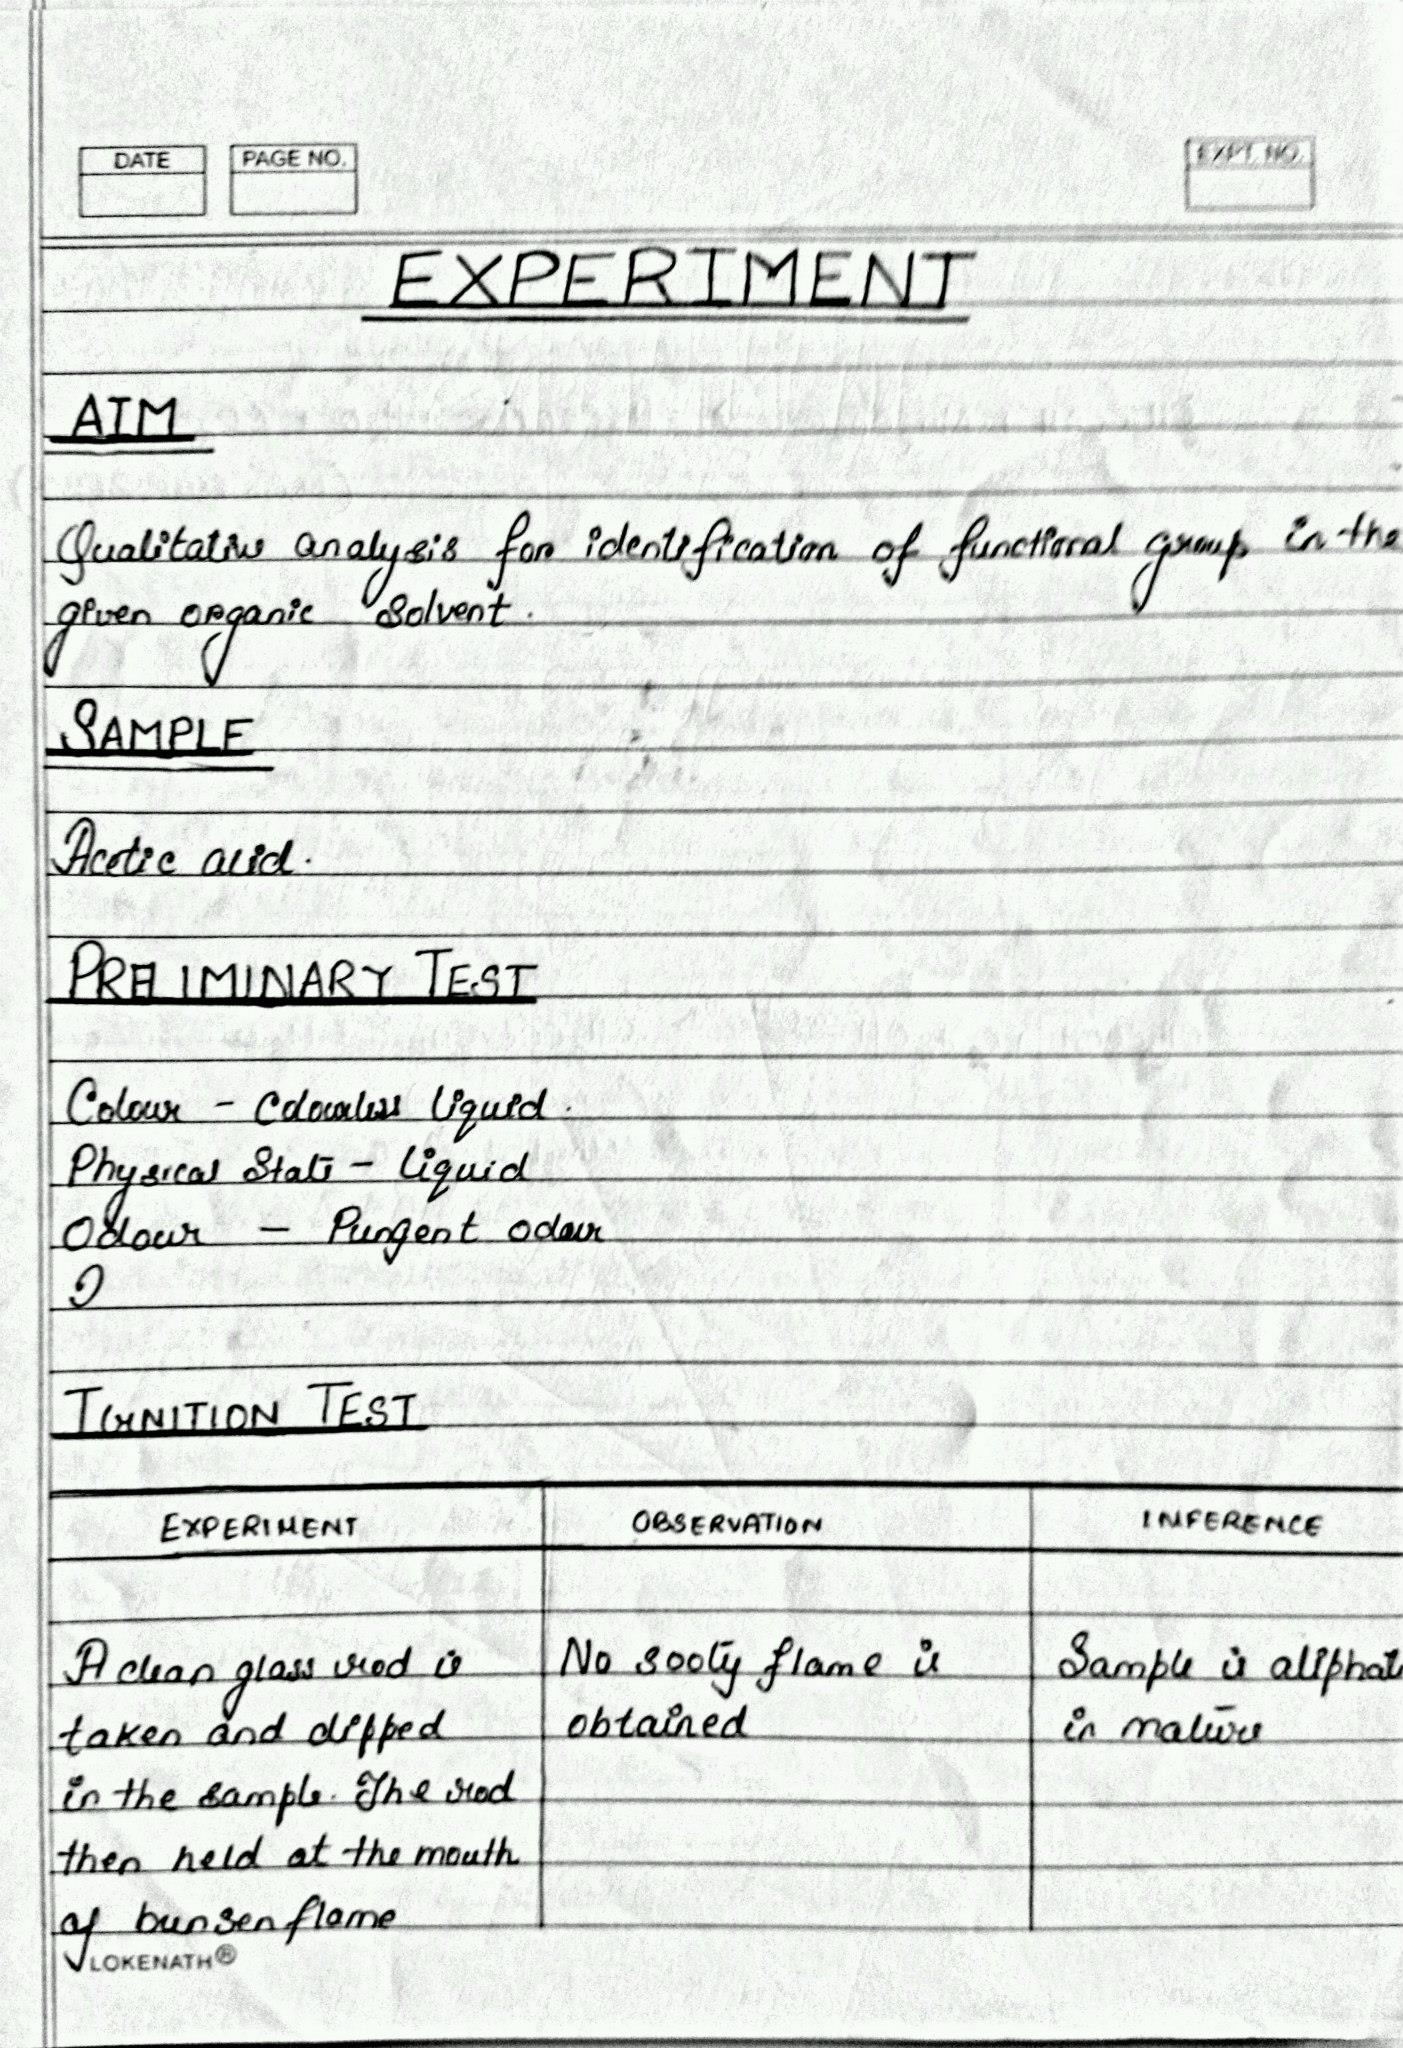 DATE PAGE NO. EXPT. NO.
EXPERIMENT
AIM
Qualitative analysis for identification of functional group in the
given organic solvent.
SAMPLE
Acetic acid.
PRELIMINARY TEST
Colour - Colourless liquid.
Physical State - liquid
Odour - Pungent odour
IGNITION TEST
EXPERIMENT OBSERVATION INFERENCE
A clean glass rod is No sooty flame is Sample is aliphat
taken and dipped obtained in nature
in the sample. The rod
then held at the mouth
of bunsen flame
LOKENATH®